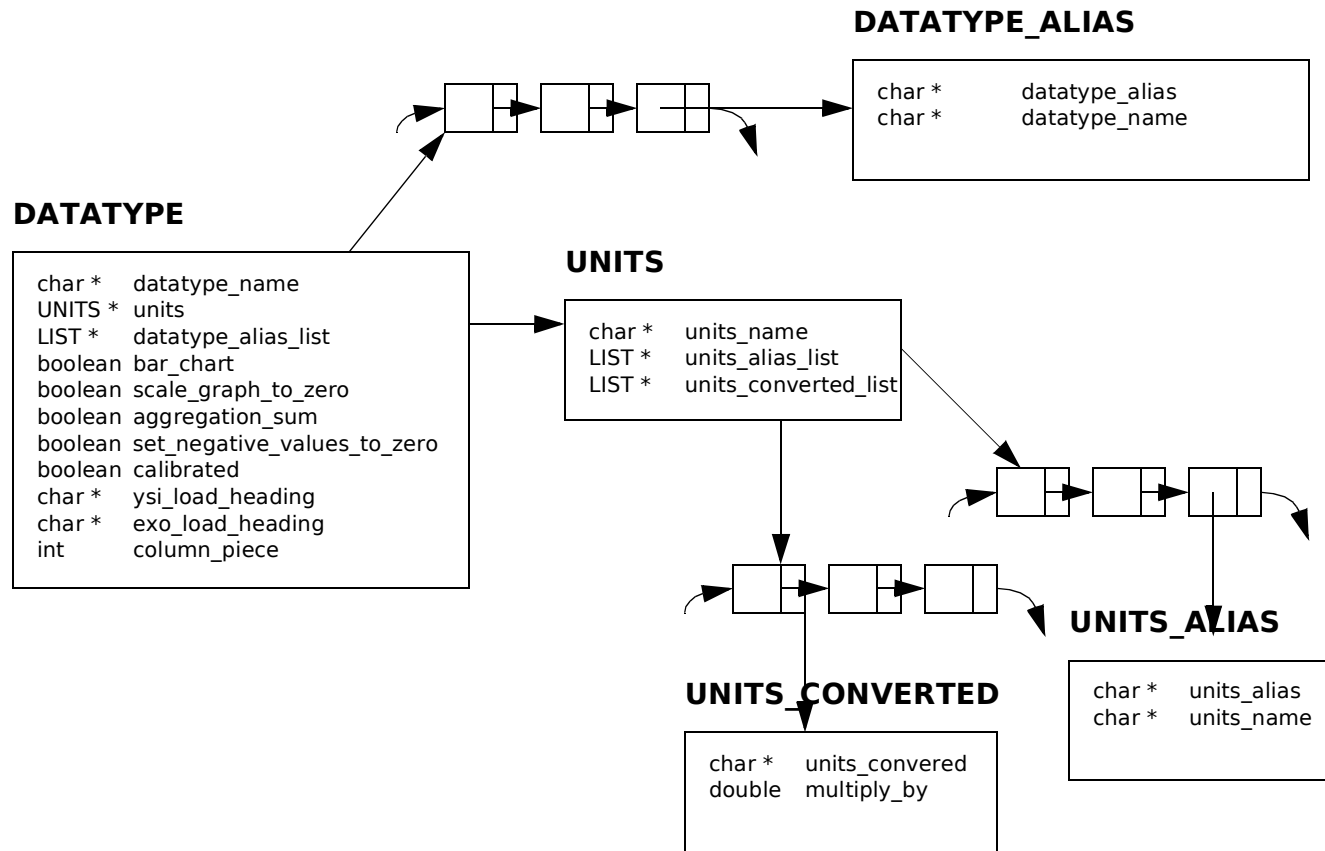 DATATYPE_ALIAS
char * datatype_alias
char * datatype_name
DATATYPE
char * datatype_name
UNITS * units
LIST * datatype_alias_list
boolean bar_chart
boolean scale_graph_to_zero
boolean aggregation_sum
boolean set_negative_values_to_zero
boolean calibrated
char * ysi_load_heading
char * exo_load_heading
int column_piece
UNITS
char * units_name
LIST * units_alias_list
LIST * units_converted_list
UNITS_ALIAS
char * units_alias
char * units_name
UNITS_CONVERTED
char * units_convered
double multiply_by